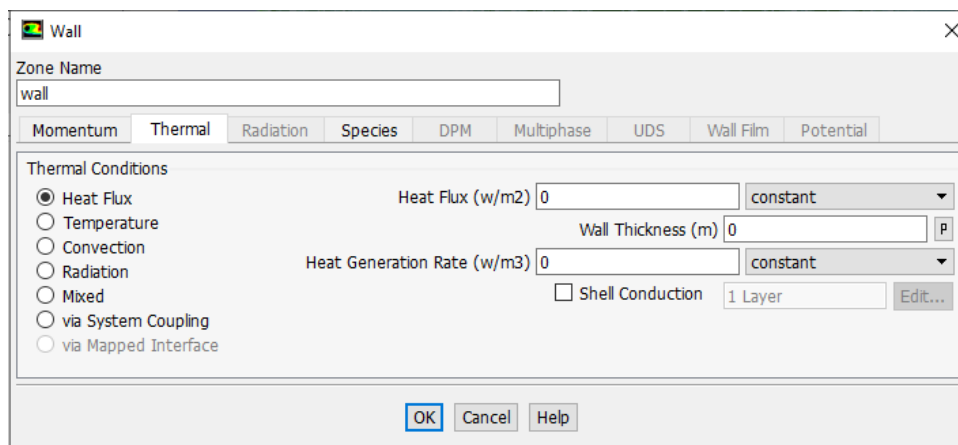 Wall
Zone Name
wall
Momentum Thermal Radiation Species DPM Multiphase UDS Wall Film Potential
Thermal Conditions
Heat Flux
Temperature
Convection
Radiation
Mixed
via System Coupling
via Mapped Interface
Heat Flux (w/m2) 0 constant
Wall Thickness (m) 0 P
Heat Generation Rate (w/m3) 0 constant
Shell Conduction 1 Layer Edit...
OK Cancel Help